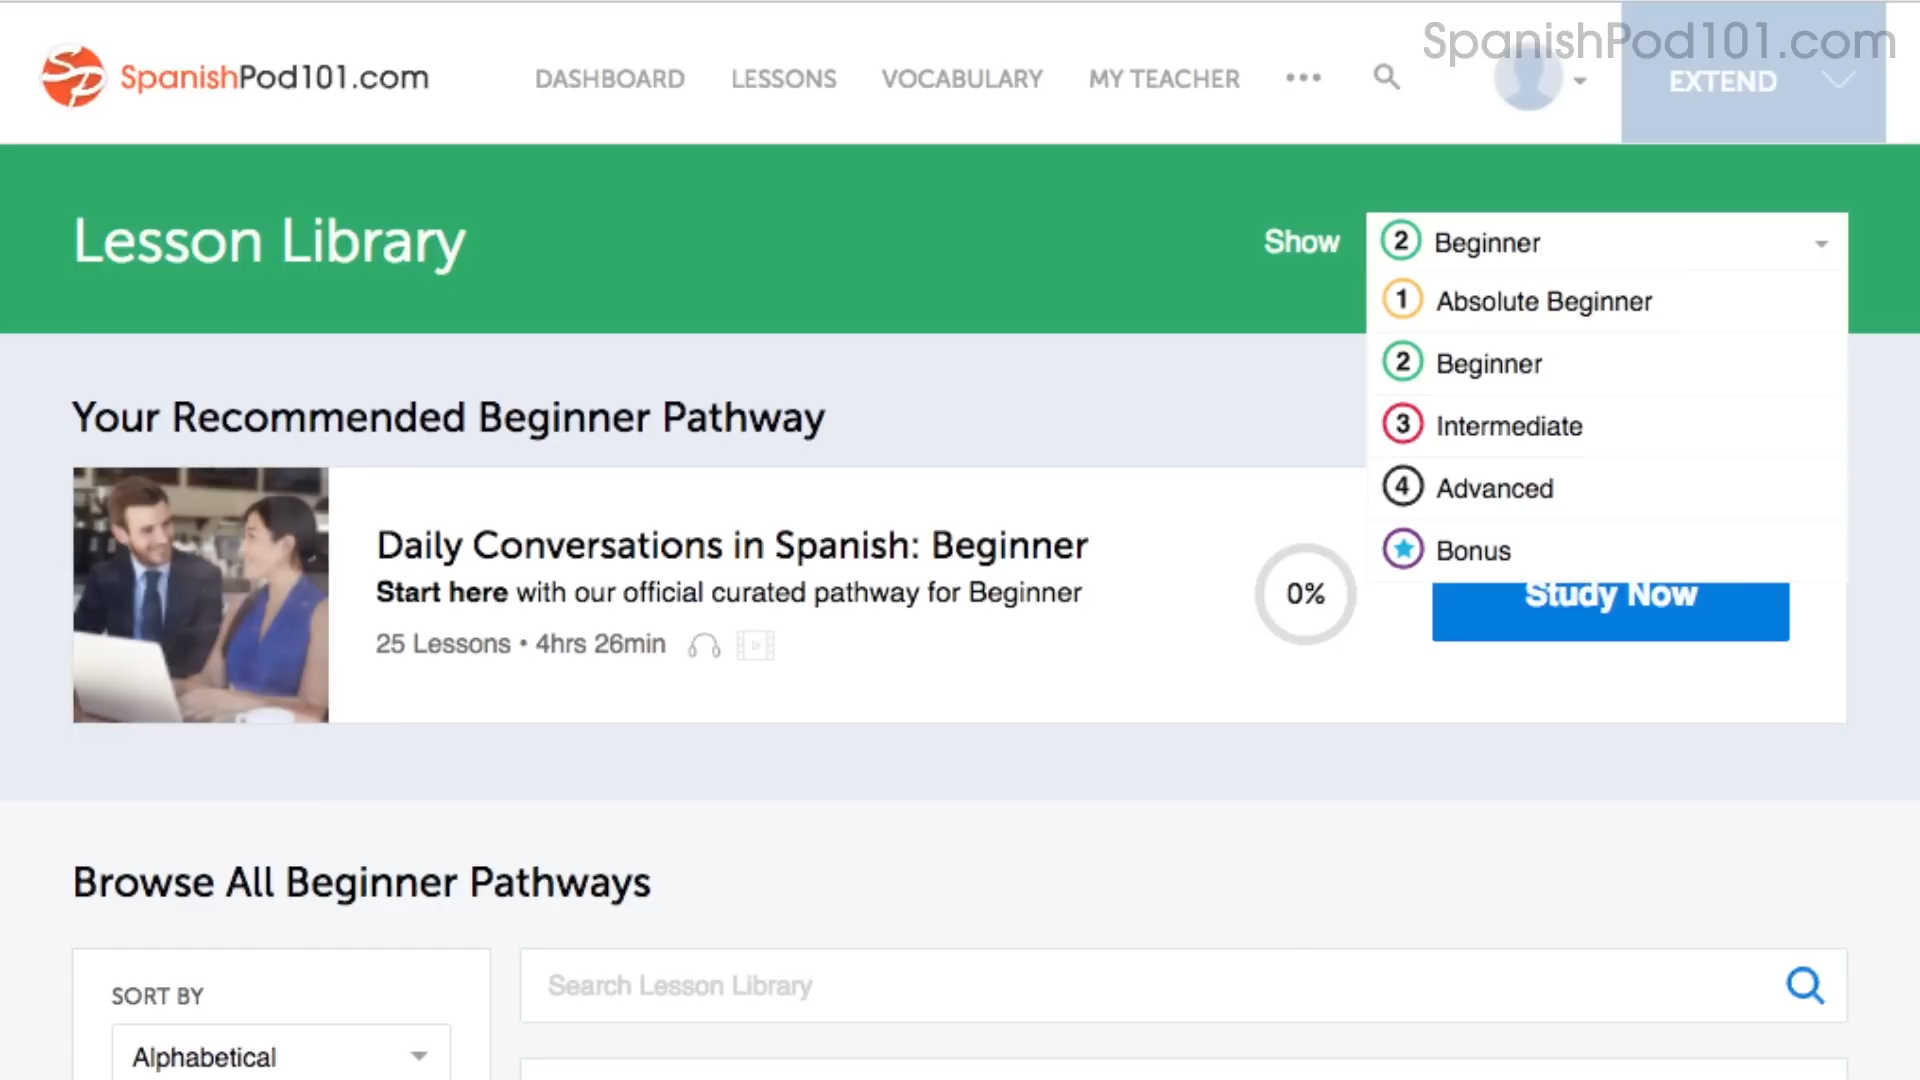 SpanishPod101.com
SP SpanishPod101.com DASHBOARD LESSONS VOCABULARY MY TEACHER ••• EXTEND
Lesson Library
Show
2 Beginner
1 Absolute Beginner
2 Beginner
3 Intermediate
4 Advanced
Bonus
Your Recommended Beginner Pathway
Daily Conversations in Spanish: Beginner
Start here with our official curated pathway for Beginner
25 Lessons • 4hrs 26min
0%
Study Now
Browse All Beginner Pathways
SORT BY
Alphabetical
Search Lesson Library